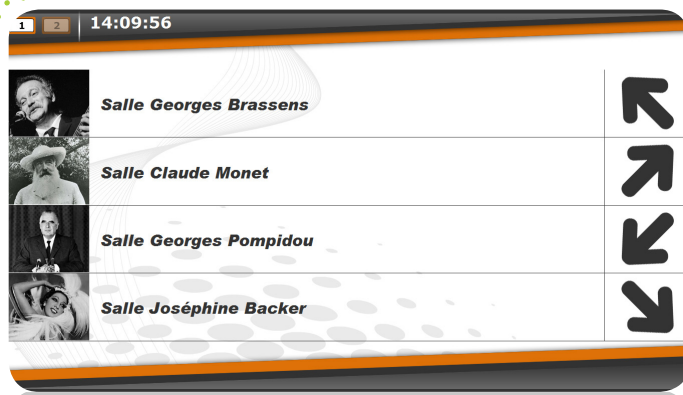 1 2 14:09:56
Salle Georges Brassens
Salle Claude Monet
Salle Georges Pompidou
Salle Joséphine Backer